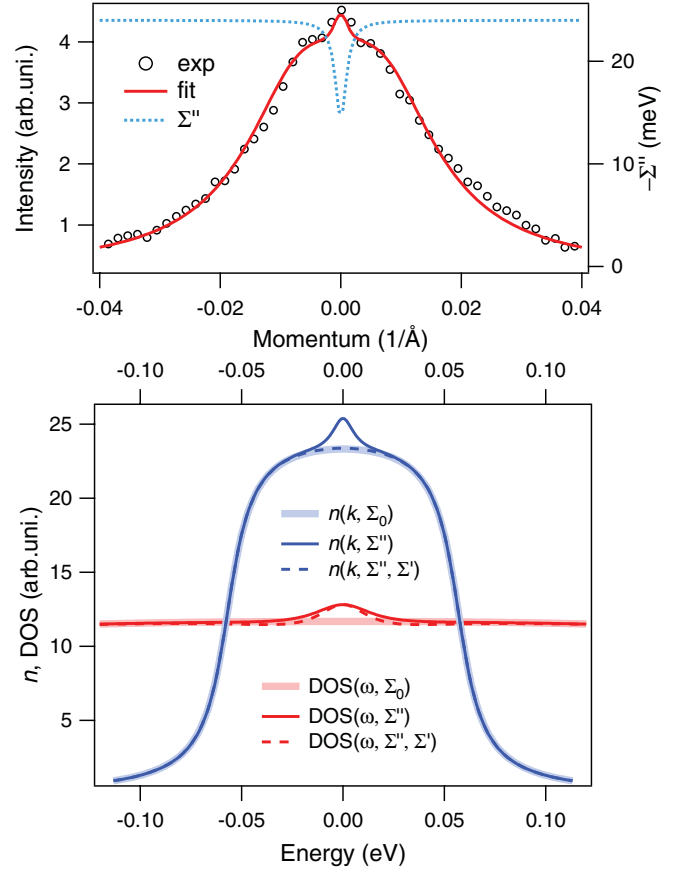 4
3
2
1
Intensity (arb.uni.)
exp
fit
Σ''
20
10
0
−Σ'' (meV)
-0.04 -0.02 0.00 0.02 0.04
Momentum (1/Å)
-0.10 -0.05 0.00 0.05 0.10
25
20
15
10
5
n, DOS (arb.uni.)
n(k, Σ0)
n(k, Σ'')
n(k, Σ'', Σ')
DOS(ω, Σ0)
DOS(ω, Σ'')
DOS(ω, Σ'', Σ')
-0.10 -0.05 0.00 0.05 0.10
Energy (eV)